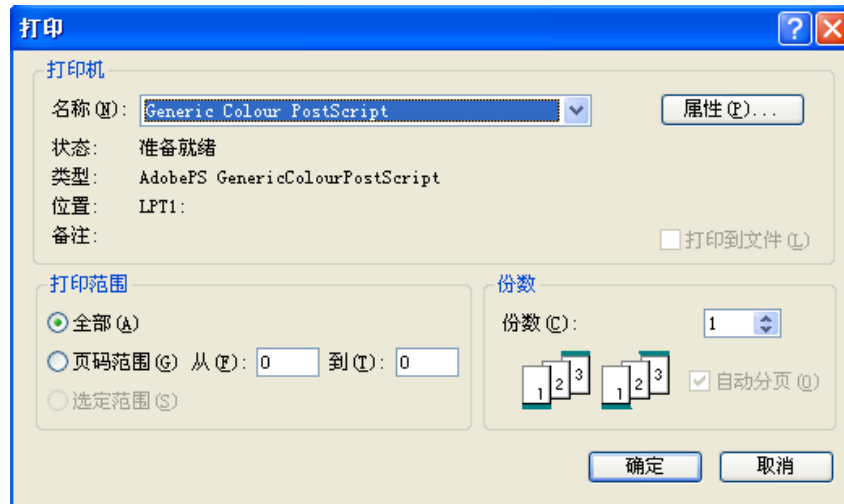 打印
打印机
名称(N): Generic Colour PostScript 属性(P)...
状态: 准备就绪
类型: AdobePS GenericColourPostScript
位置: LPT1:
备注: 打印到文件(L)
打印范围 份数
全部(A) 份数(C): 1
页码范围(G) 从(F): 0 到(T): 0
1 2 3 1 2 3 自动分页(O)
选定范围(S)
确定 取消